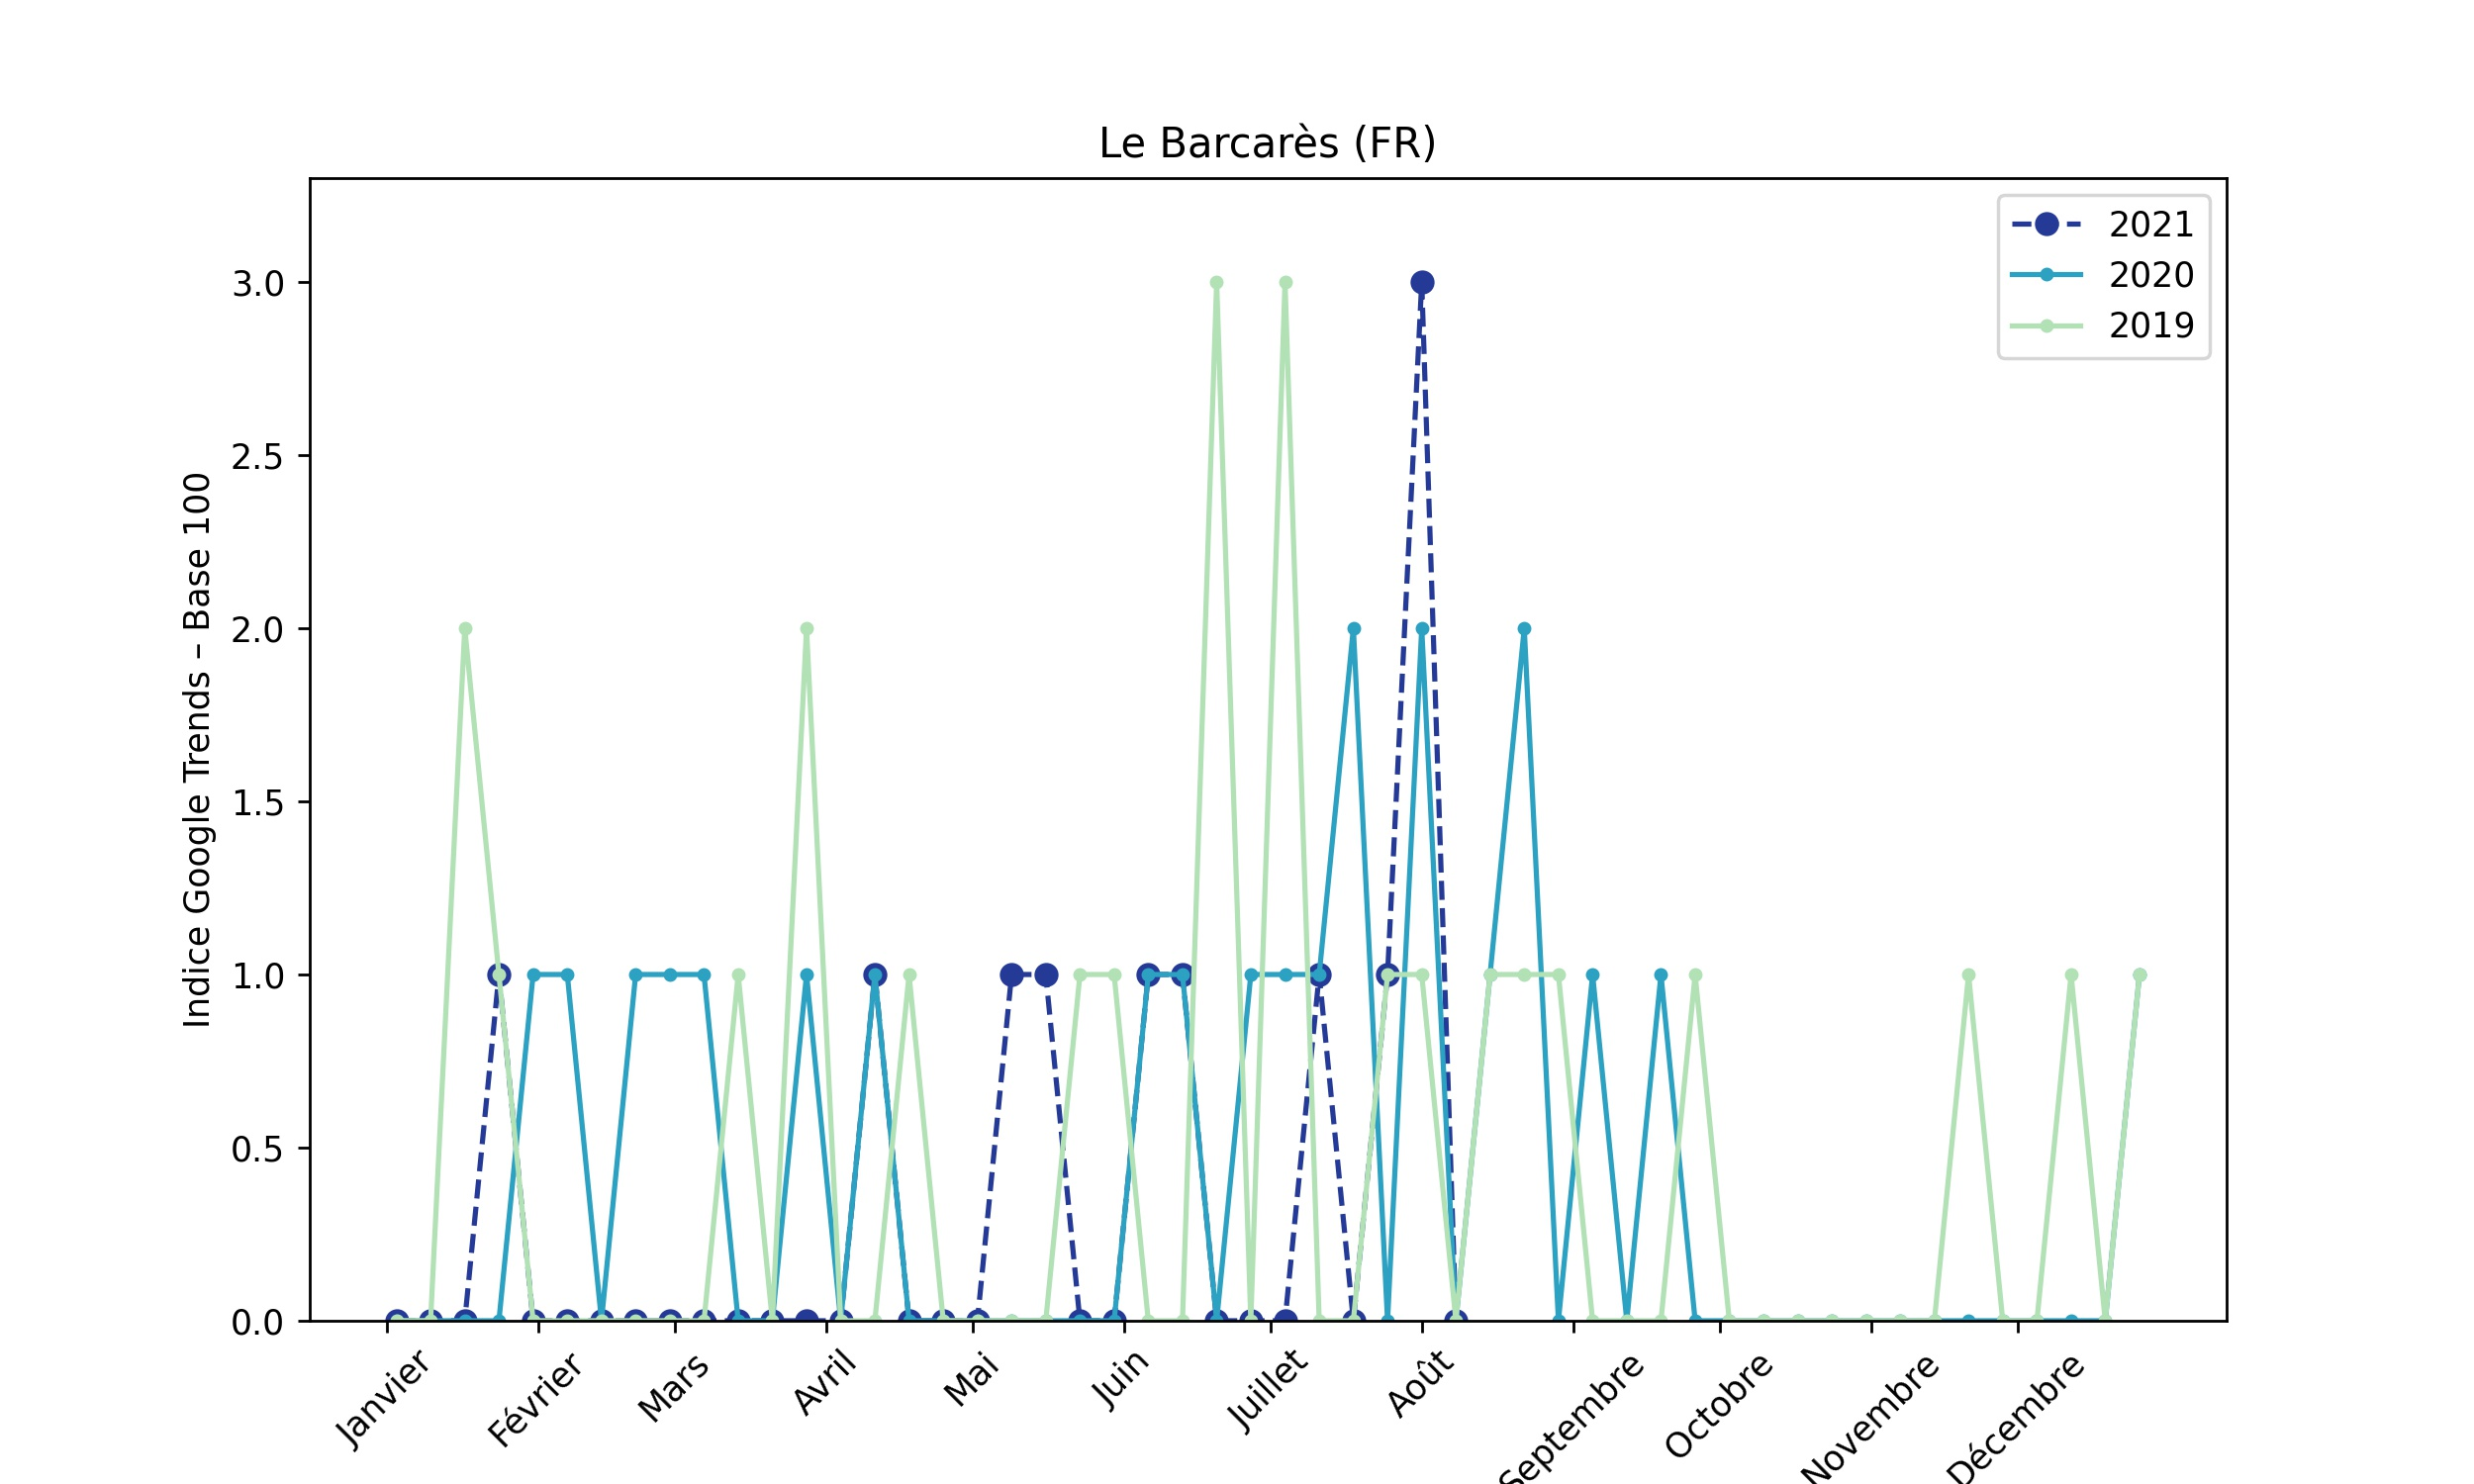 Le Barcarès (FR)
2021
2020
2019
Indice Google Trends – Base 100
3.0
2.5
2.0
1.5
1.0
0.5
0.0
Janvier
Février
Mars
Avril
Mai
Juin
Juillet
Août
Septembre
Octobre
Novembre
Décembre